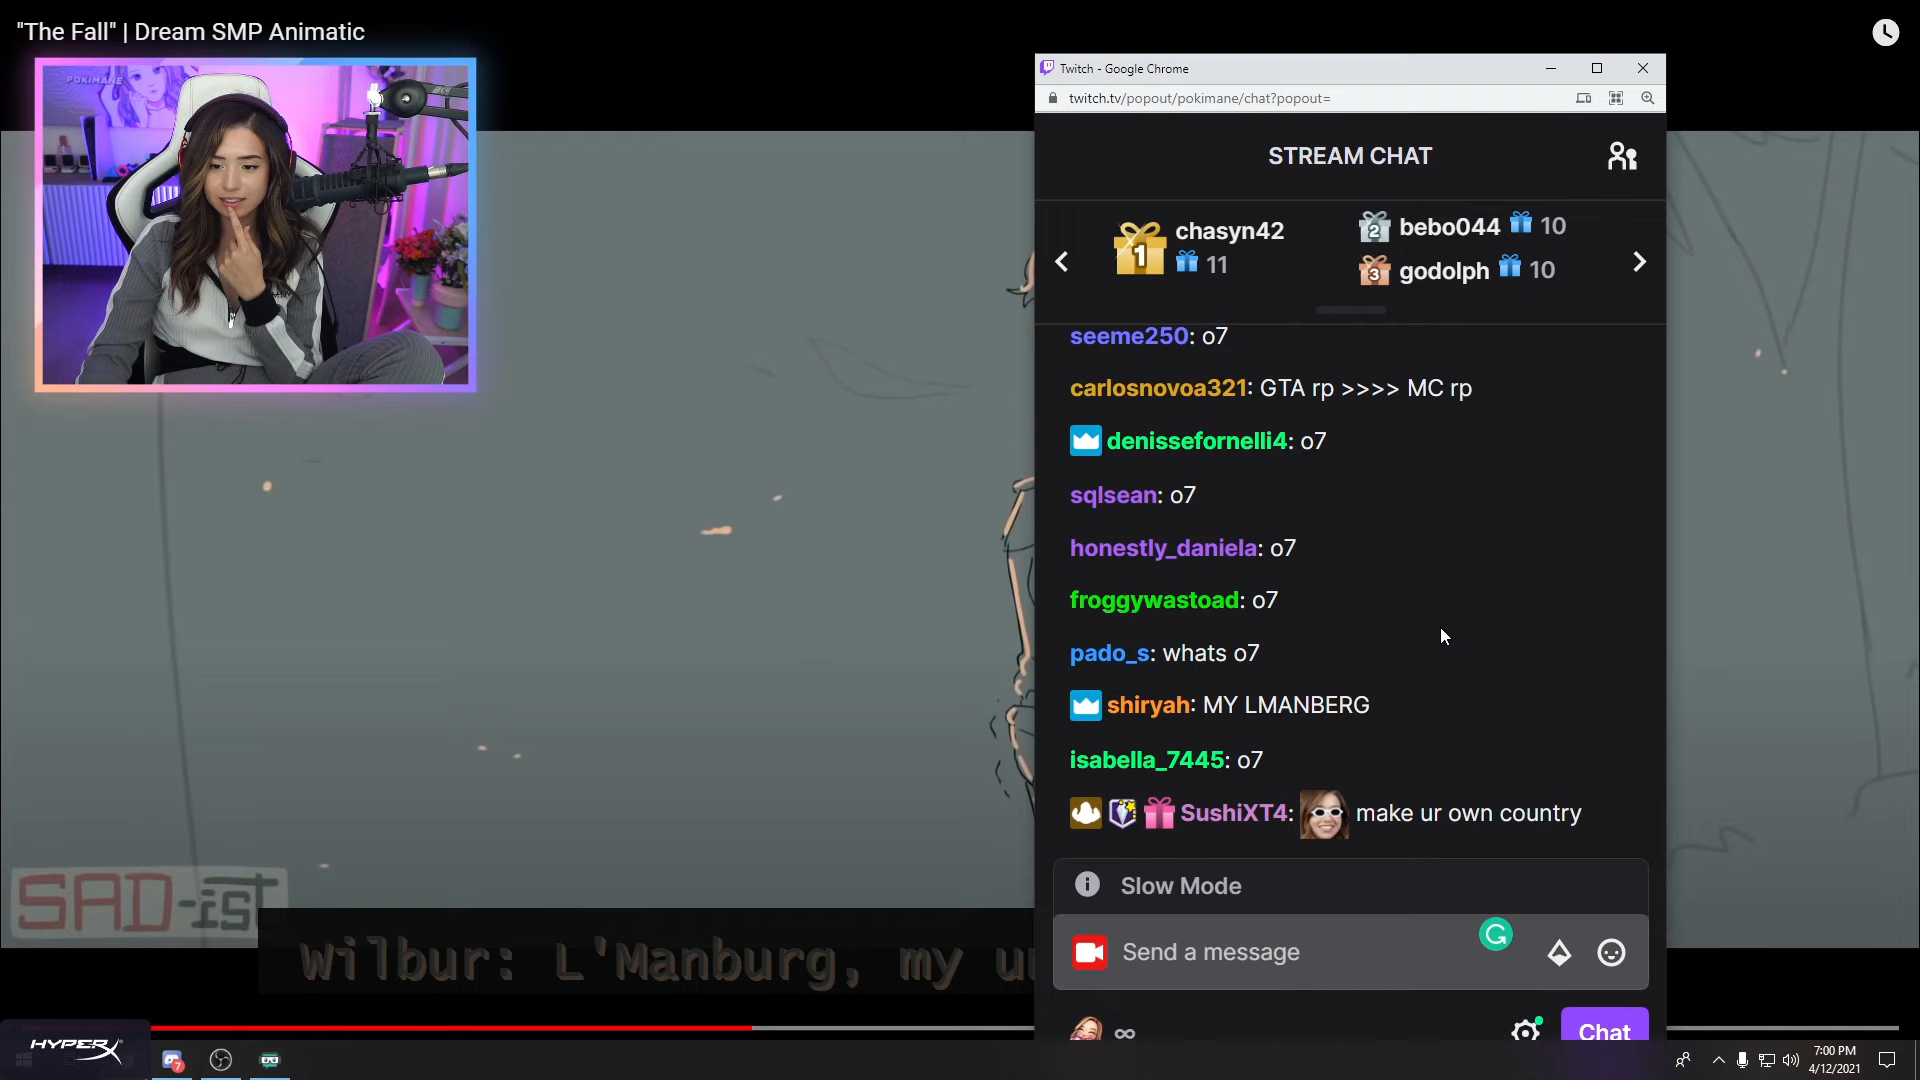 "The Fall" | Dream SMP Animatic
POKIMANE
Twitch - Google Chrome
twitch.tv/popout/pokimane/chat?popout=
STREAM CHAT
1 chasyn42
11
2 bebo044 10
3 godolph 10
seeme250: o7
carlosnovoa321: GTA rp >>>> MC rp
denissefornelli4: o7
sqlsean: o7
honestly_daniela: o7
froggywastoad: o7
pado_s: whats o7
shiryah: MY LMANBERG
isabella_7445: o7
SushiXT4: make ur own country
Slow Mode
Send a message
Chat
SAD-ist
Wilbur: L'Manburg, my
HYPERX
7
7:00 PM
4/12/2021